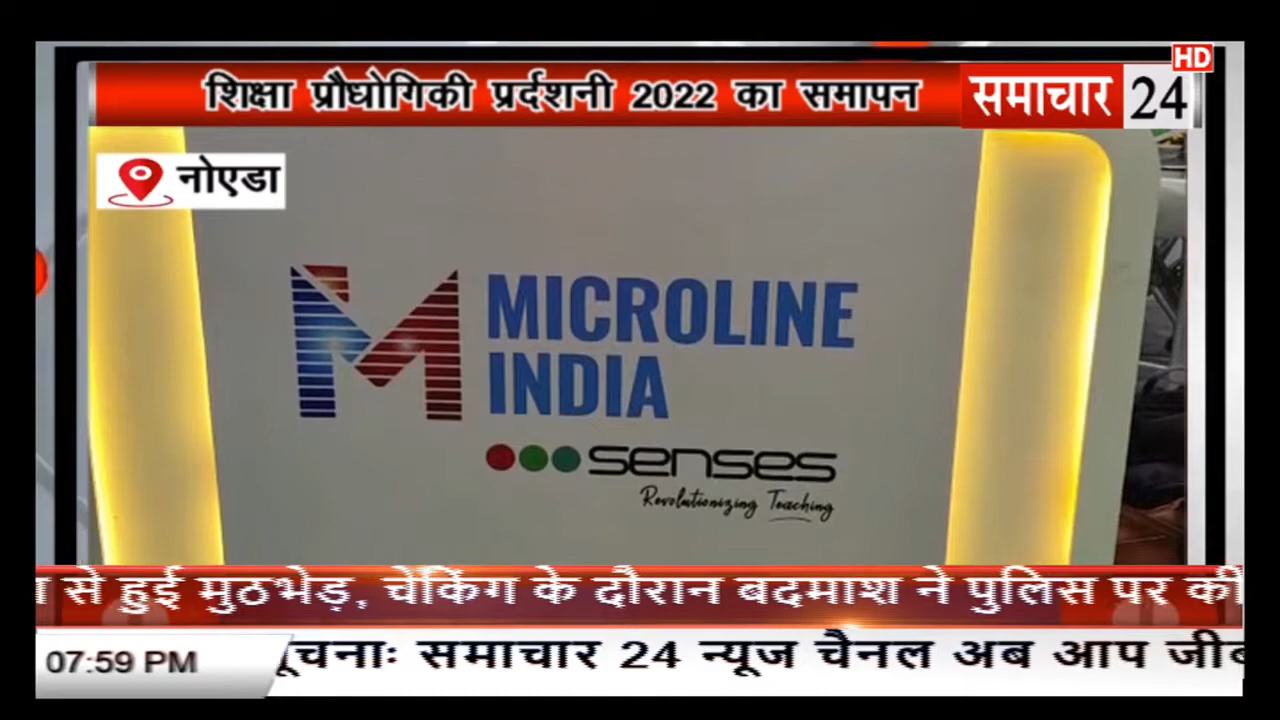 HD
शिक्षा प्रौधोगिकी प्रर्दशनी 2022 का समापन
समाचार 24
नोएडा
MICROLINE
INDIA
senses
Revolutionizing Teaching
से हुई मुठभेड़, चेकिंग के दौरान बदमाश ने पुलिस पर की
07:59 PM
समाचार 24 न्यूज चैनल अब आप